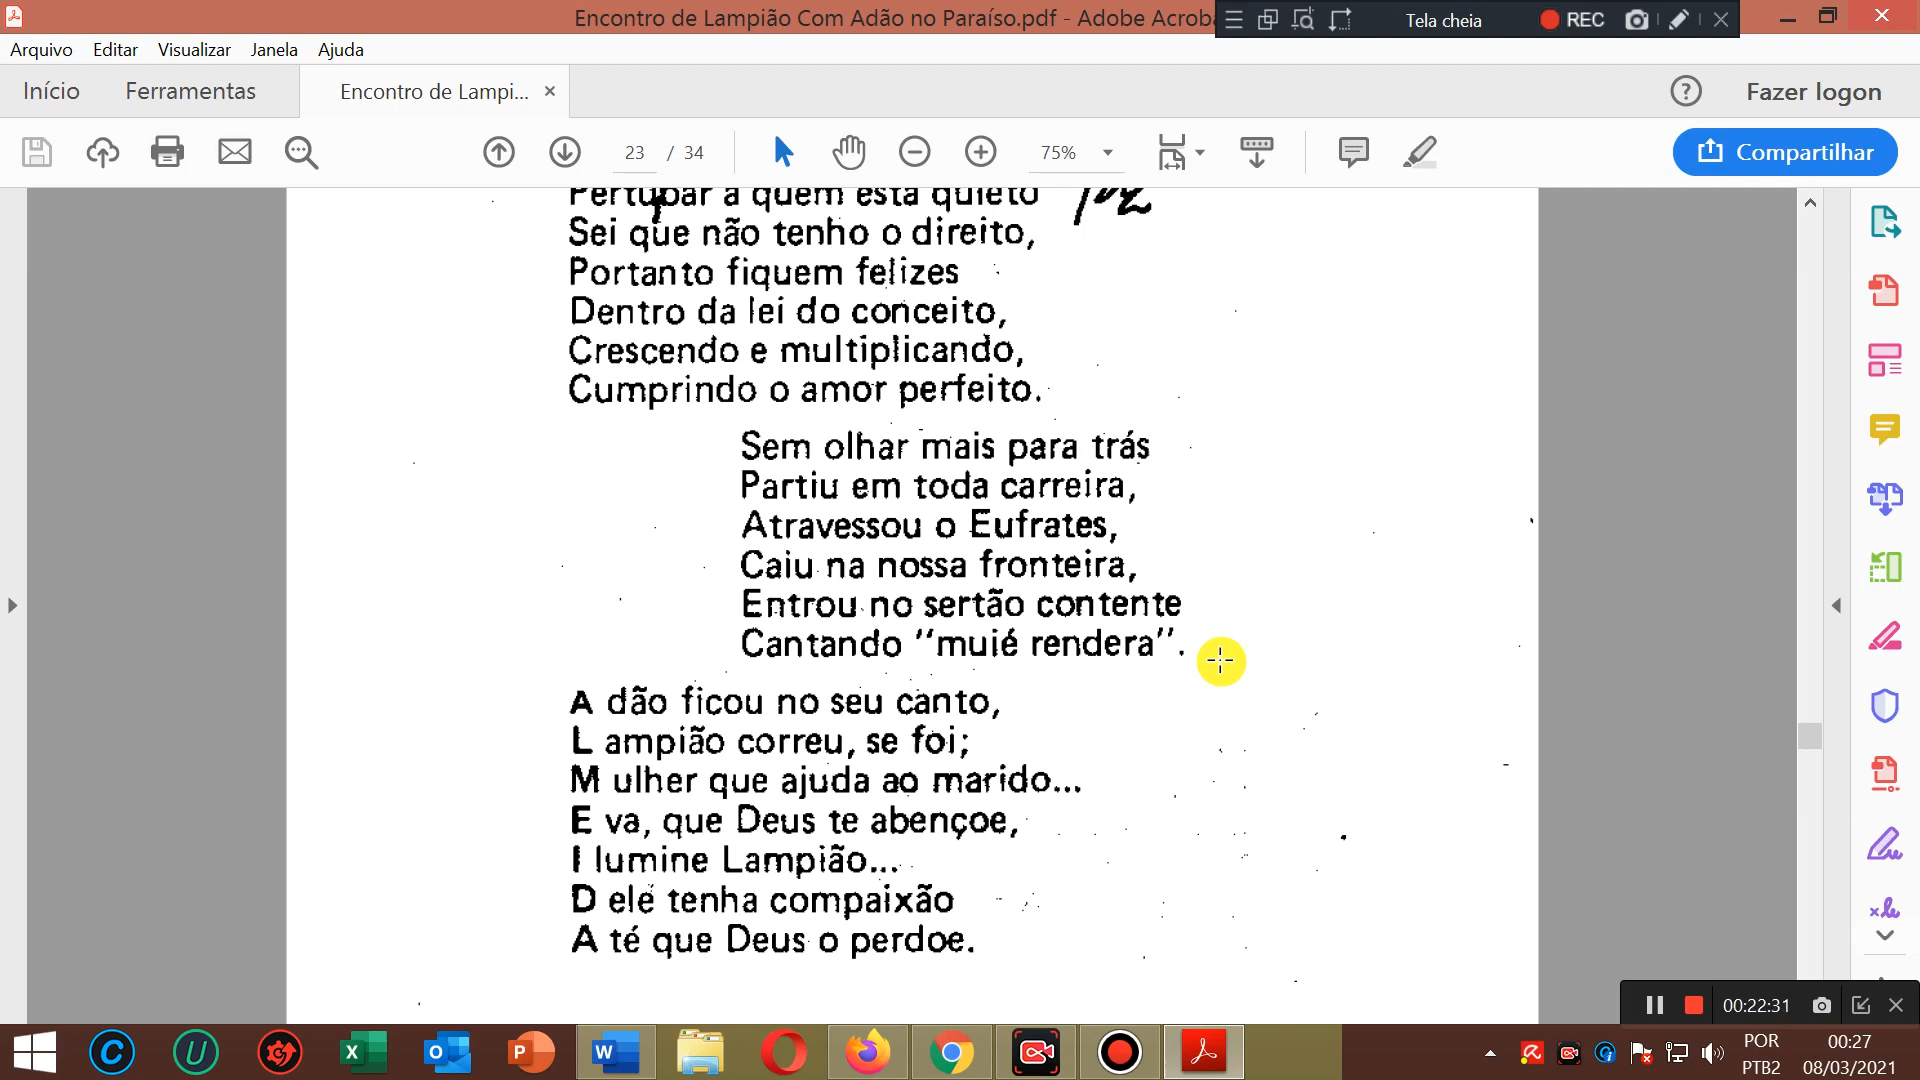 Encontro de Lampião Com Adão no Paraíso.pdf - Adobe Acroba
Tela cheia
REC
Arquivo Editar Visualizar Janela Ajuda
Início Ferramentas Encontro de Lampi... × Fazer logon
23 / 34 75% Compartilhar
Pertubar a quem está quieto
Sei que não tenho o direito,
Portanto fiquem felizes
Dentro da lei do conceito,
Crescendo e multiplicando,
Cumprindo o amor perfeito.
Sem olhar mais para trás
Partiu em toda carreira,
Atravessou o Eufrates,
Caiu na nossa fronteira,
Entrou no sertão contente
Cantando "muié rendera".
A dão ficou no seu canto,
L ampião correu, se foi;
M ulher que ajuda ao marido...
E va, que Deus te abençoe,
I lumine Lampião...
D ele tenha compaixão
A té que Deus o perdoe.
00:22:31
POR 00:27
PTB2 08/03/2021